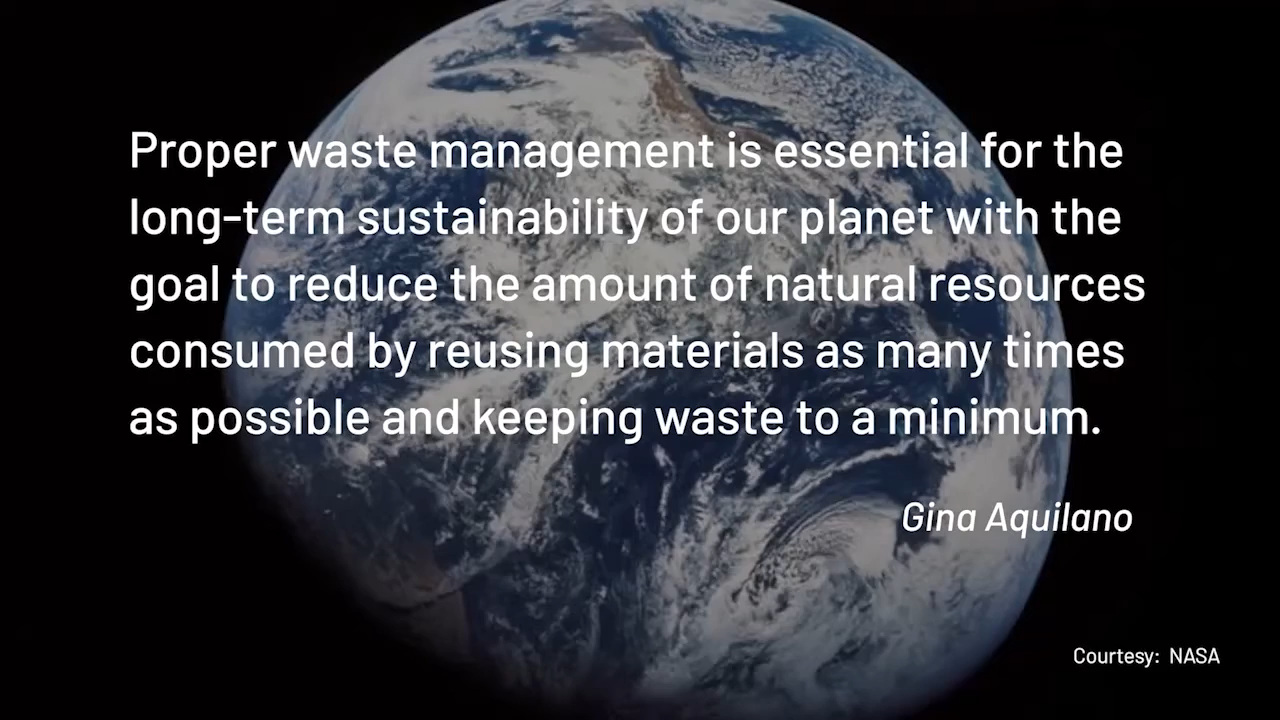 Proper waste management is essential for the
long-term sustainability of our planet with the
goal to reduce the amount of natural resources
consumed by reusing materials as many times
as possible and keeping waste to a minimum.
Gina Aquilano
Courtesy: NASA